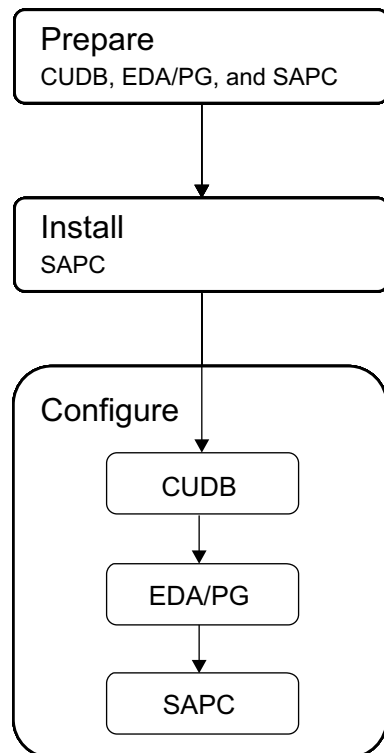 Prepare
CUDB, EDA/PG, and SAPC
Install
SAPC
Configure
CUDB
EDA/PG
SAPC